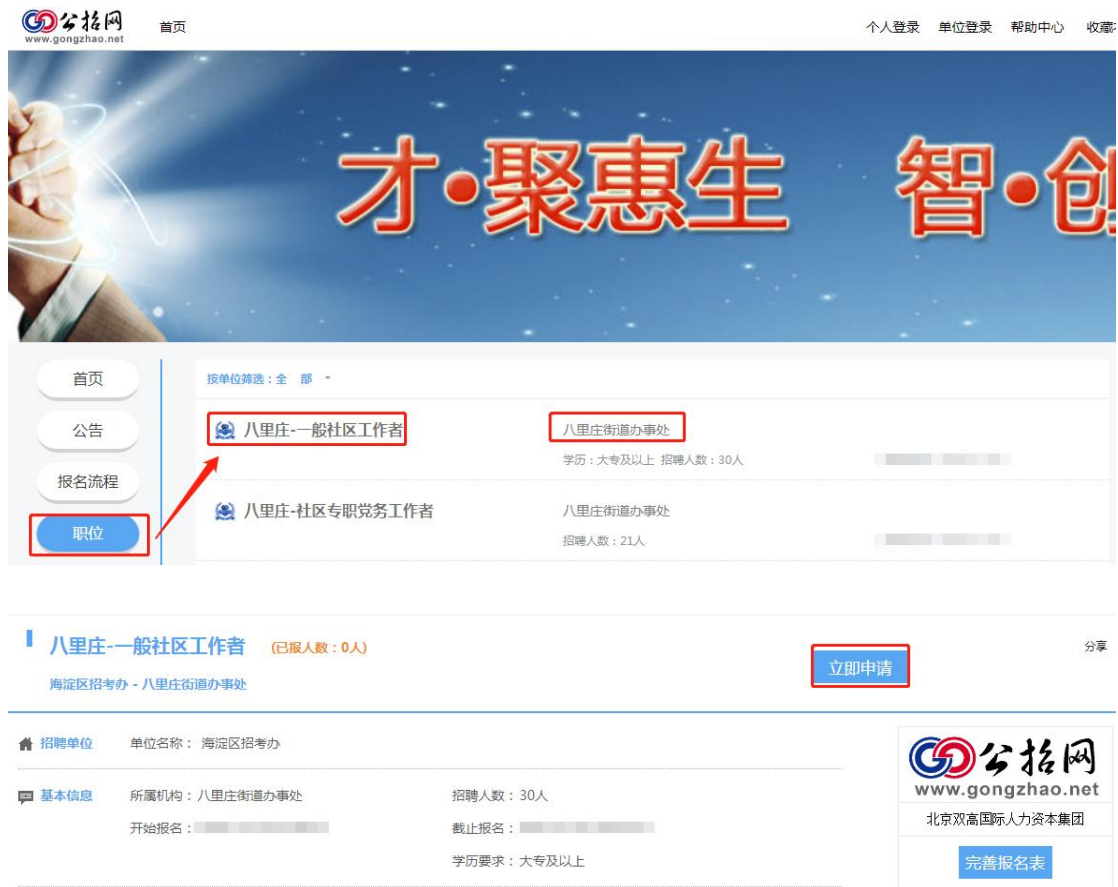 公招网
www.gongzhao.net
首页
个人登录 单位登录 帮助中心 收藏
才·聚惠生 智·创
首页
公告
报名流程
职位
按单位筛选：全 部
八里庄-一般社区工作者
八里庄街道办事处
学历：大专及以上 招聘人数：30人
八里庄-社区专职党务工作者
八里庄街道办事处
招聘人数：21人
八里庄-一般社区工作者 (已报人数：0人)
立即申请
分享
海淀区招考办 - 八里庄街道办事处
招聘单位 单位名称： 海淀区招考办
基本信息 所属机构：八里庄街道办事处 招聘人数：30人
开始报名： 截止报名：
学历要求：大专及以上
公招网
www.gongzhao.net
北京双高国际人力资本集团
完善报名表